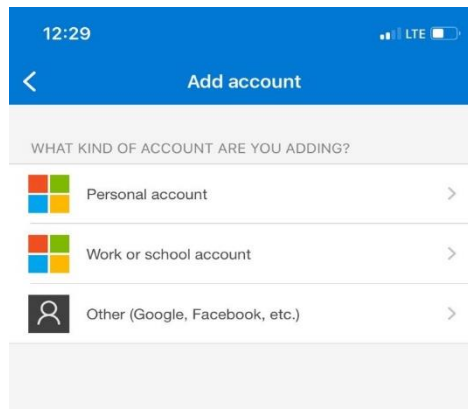 12:29
LTE
Add account
WHAT KIND OF ACCOUNT ARE YOU ADDING?
Personal account
Work or school account
Other (Google, Facebook, etc.)